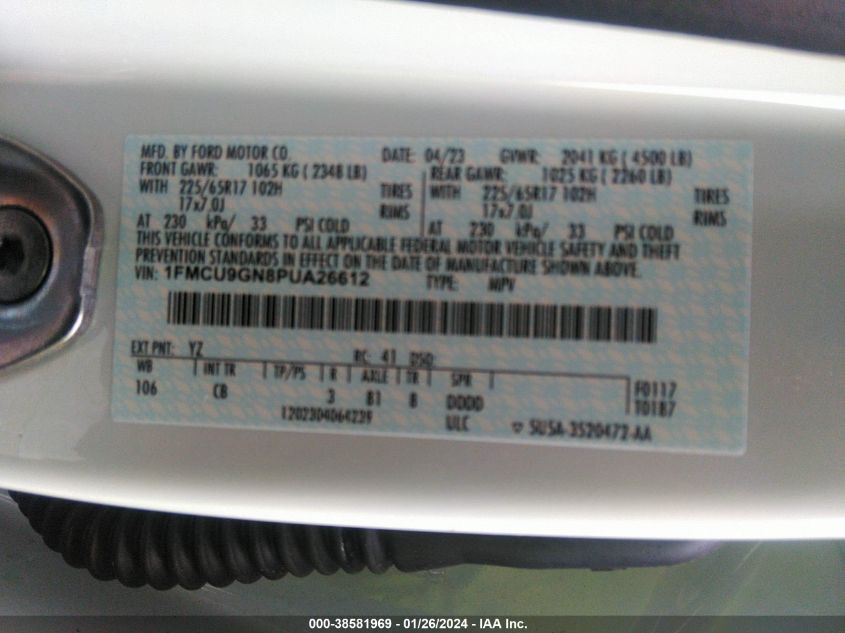 MFD. BY FORD MOTOR CO. DATE: 04/23 GVWR: 2041 KG ( 4500 LB)
FRONT GAWR: 1065 KG ( 2348 LB) REAR GAWR: 1025 KG ( 2260 LB)
WITH 225/65R17 102H TIRES WITH 225/65R17 102H TIRES
17x7.0J RIMS 17x7.0J RIMS
AT 230 kPa/ 33 PSI COLD AT 230 kPa/ 33 PSI COLD
THIS VEHICLE CONFORMS TO ALL APPLICABLE FEDERAL MOTOR VEHICLE SAFETY AND THEFT
PREVENTION STANDARDS IN EFFECT ON THE DATE OF MANUFACTURE SHOWN ABOVE.
VIN: 1FMCU9GN8PUA26612 TYPE: MPV
EXT PNT: YZ RC: 41 DSO:
WB INT TR TP/PS R AXLE TR SPR
106 CB 3 B1 8 DDDD F0117
T0187
1202304064239 ULC 5U5A-3520472-AA
000-38581969 - 01/26/2024 - IAA Inc.